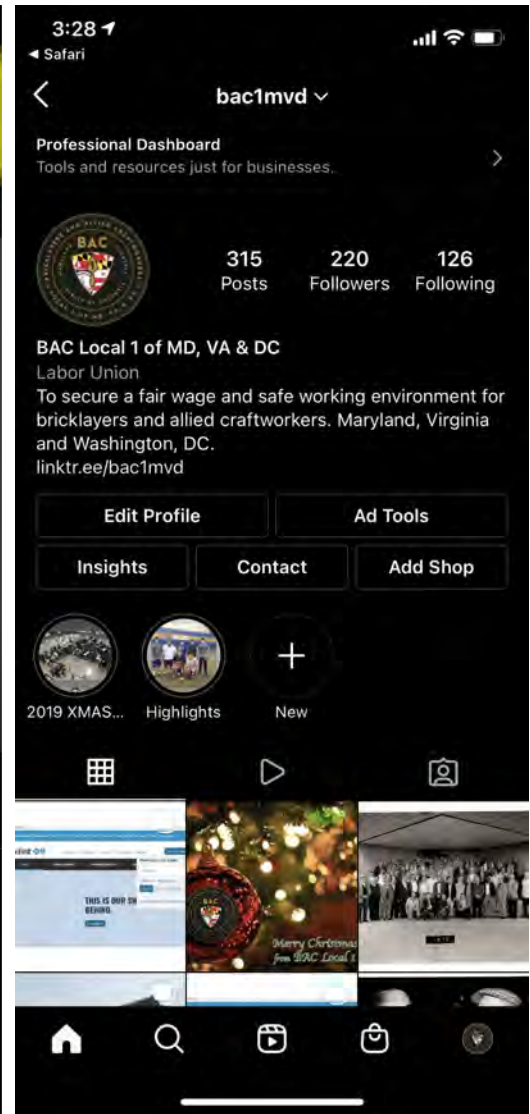 3:28
Safari
bac1mvd
Professional Dashboard
Tools and resources just for businesses.
BAC
315 220 126
Posts Followers Following
BAC Local 1 of MD, VA & DC
Labor Union
To secure a fair wage and safe working environment for
bricklayers and allied craftworkers. Maryland, Virginia
and Washington, DC.
linktr.ee/bac1mvd
Edit Profile Ad Tools
Insights Contact Add Shop
2019 XMAS... Highlights New
THIS IS OUR
BEHIND.
BAC
Merry Christmas
from BAC Local 1